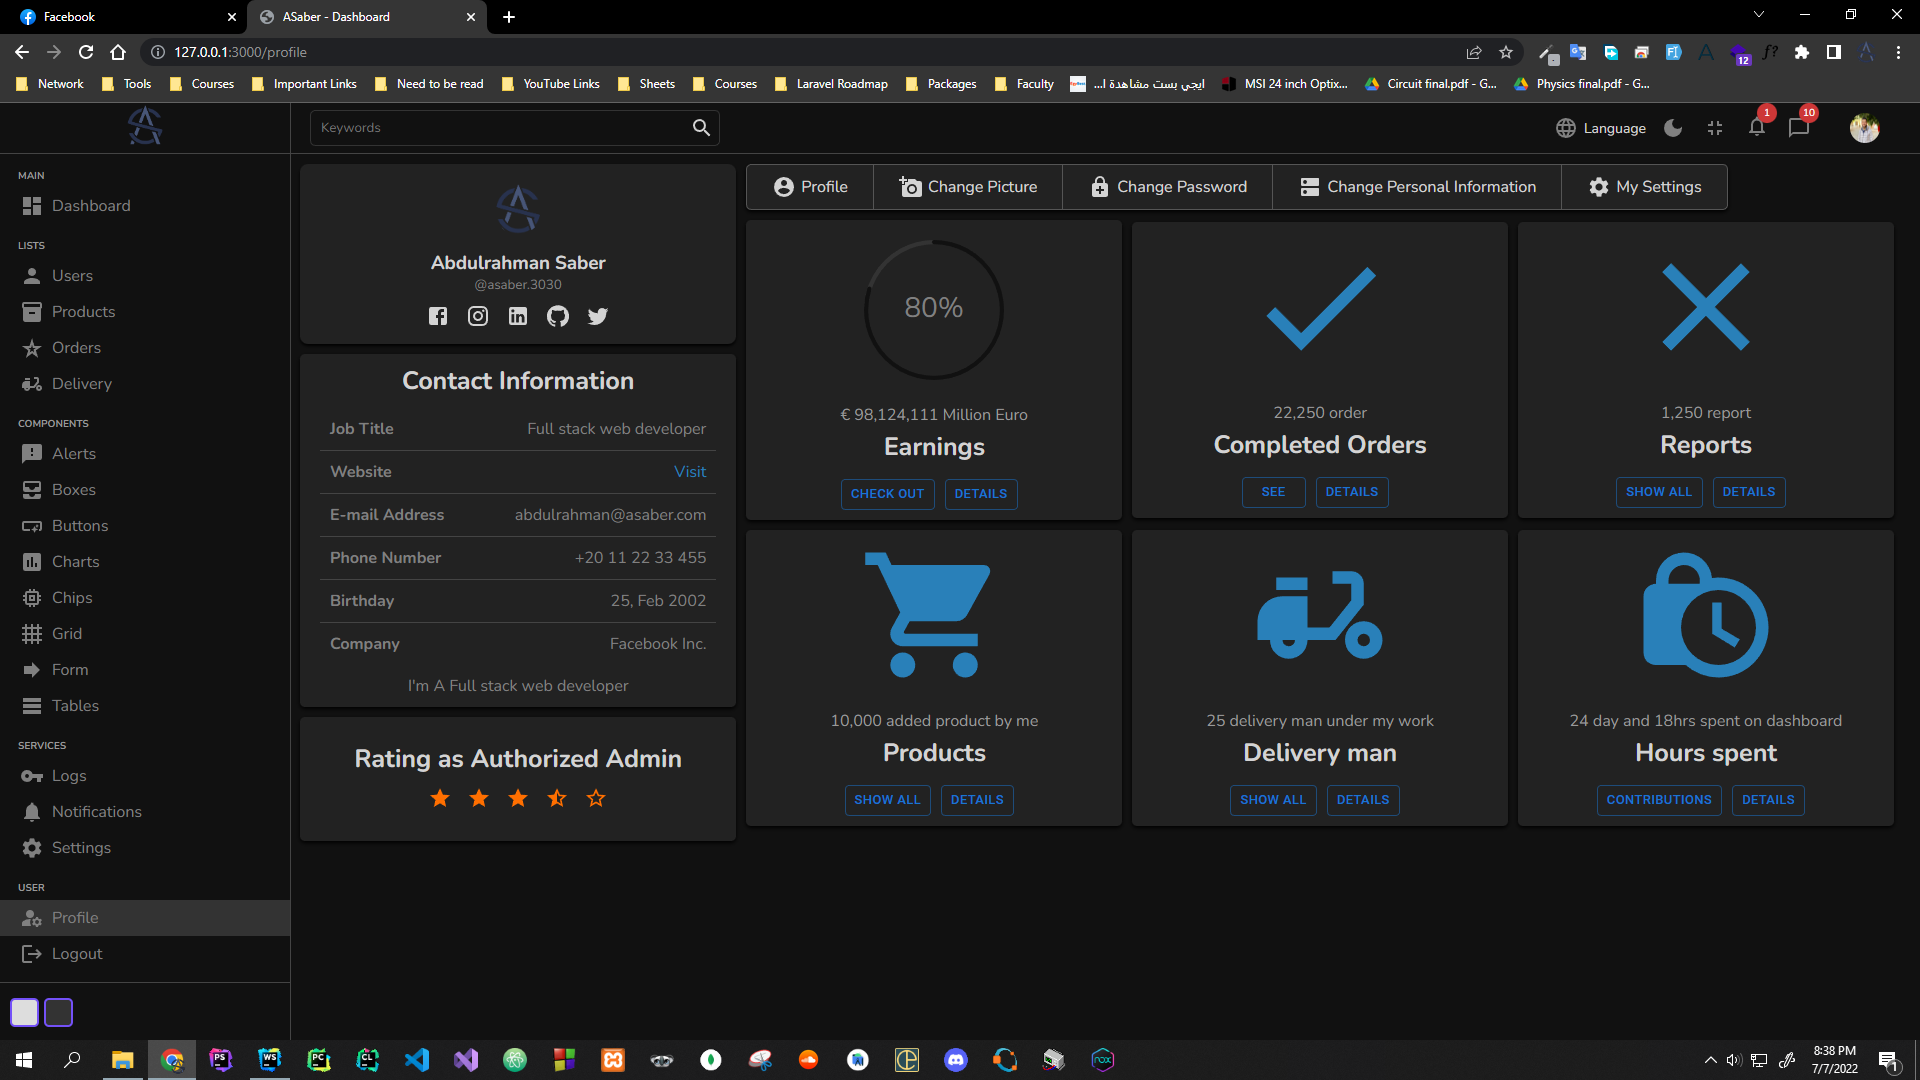 Facebook
ASaber - Dashboard
127.0.0.1:3000/profile
12
Network
Tools
Courses
Important Links
Need to be read
YouTube Links
Sheets
Courses
Laravel Roadmap
Packages
Faculty
ايجي بست مشاهدة ا...
MSI 24 inch Optix...
Circuit final.pdf - G...
Physics final.pdf - G...
Keywords
Language
1
10
MAIN
Dashboard
LISTS
Users
Products
Orders
Delivery
COMPONENTS
Alerts
Boxes
Buttons
Charts
Chips
Grid
Form
Tables
SERVICES
Logs
Notifications
Settings
USER
Profile
Logout
Abdulrahman Saber
@asaber.3030
Contact Information
Job Title Full stack web developer
Website Visit
E-mail Address abdulrahman@asaber.com
Phone Number +20 11 22 33 455
Birthday 25, Feb 2002
Company Facebook Inc.
I'm A Full stack web developer
Rating as Authorized Admin
Profile
Change Picture
Change Password
Change Personal Information
My Settings
80%
€ 98,124,111 Million Euro
Earnings
CHECK OUT DETAILS
22,250 order
Completed Orders
SEE DETAILS
1,250 report
Reports
SHOW ALL DETAILS
10,000 added product by me
Products
SHOW ALL DETAILS
25 delivery man under my work
Delivery man
SHOW ALL DETAILS
24 day and 18hrs spent on dashboard
Hours spent
CONTRIBUTIONS DETAILS
PS
WS
PC
CL
nox
8:38 PM
7/7/2022
1